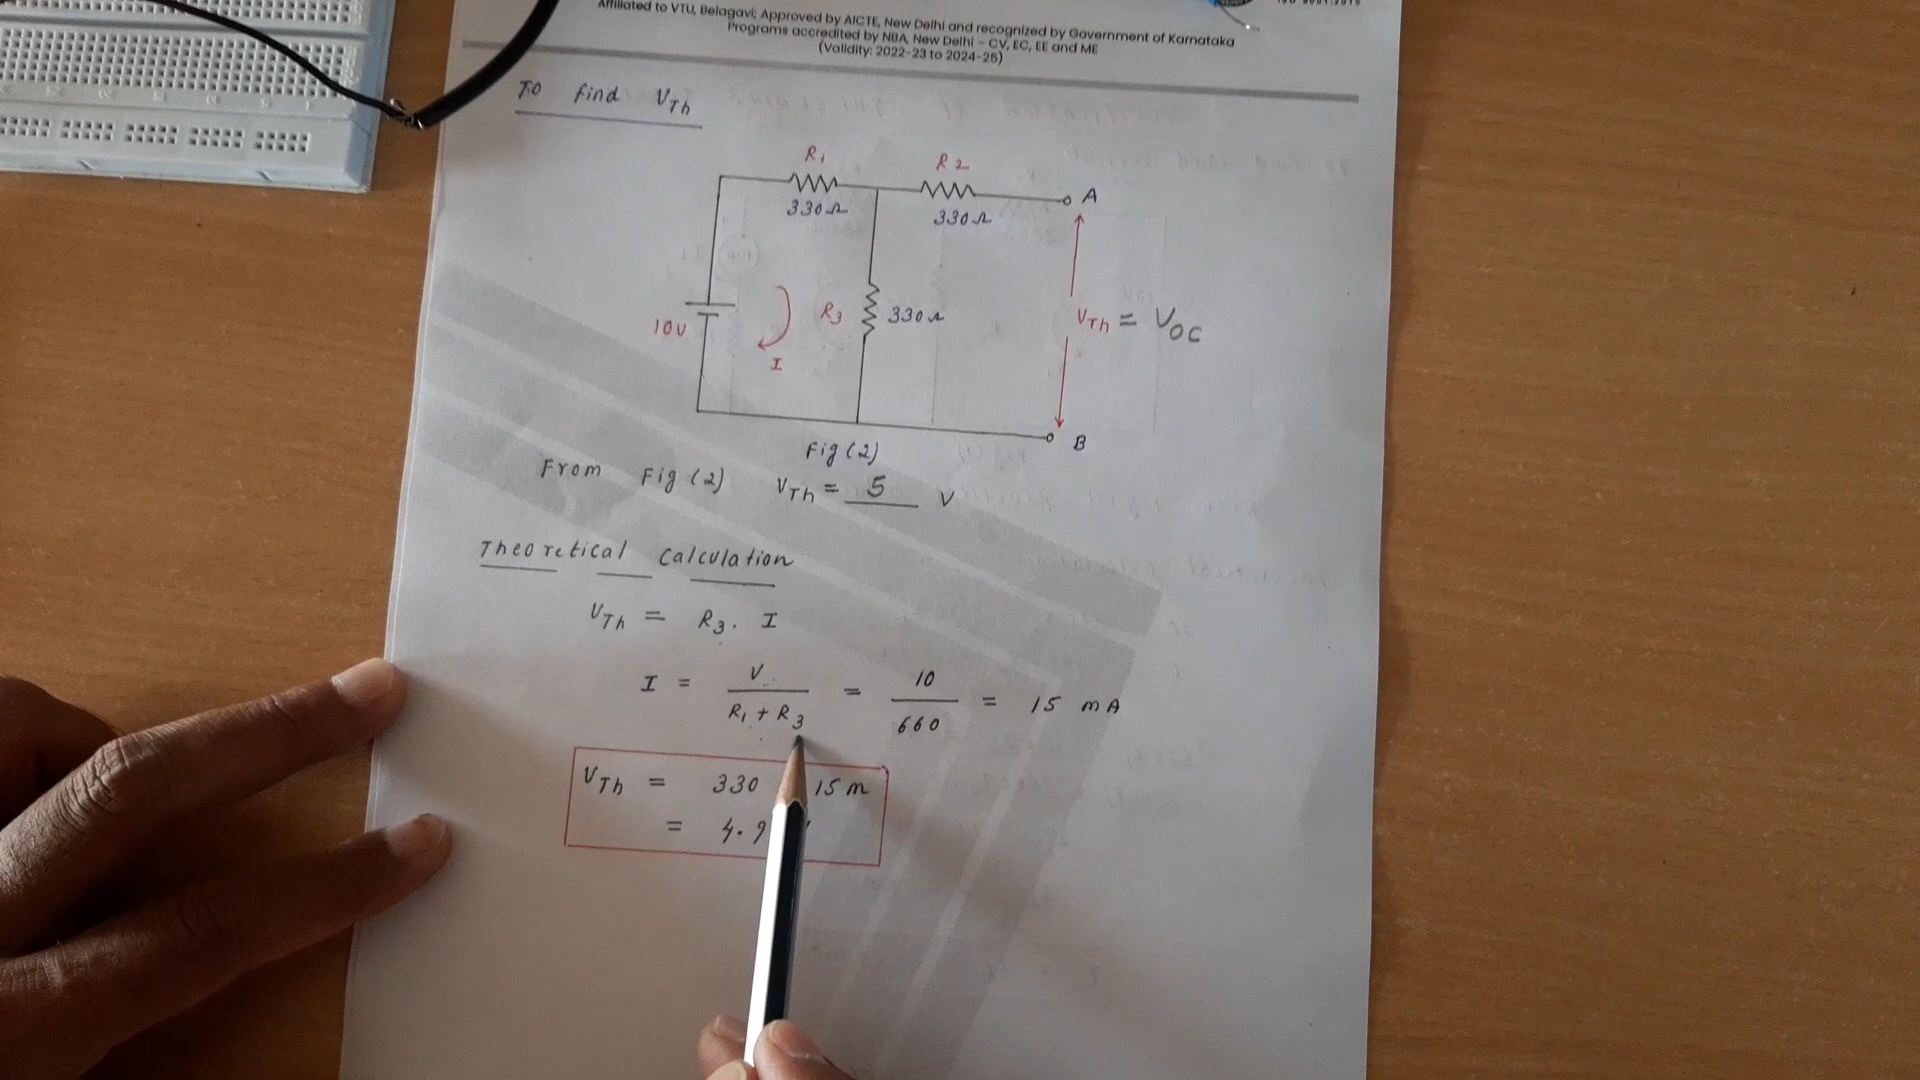 Affiliated to VTU, Belagavi; Approved by AICTE, New Delhi and recognized by Government of Karnataka
Programs accredited by NBA, New Delhi - CV, EC, EE and ME
(Validity: 2022-23 to 2024-25)
To find VTh
R1
R2
330Ω
330Ω
A
10V
I
R3
330Ω
VTh = VOC
B
Fig (2)
From Fig (2) VTh = 5 V
Theoretical Calculation
VTh = R3 . I
I = V / R1 + R3 = 10 / 660 = 15 mA
VTh = 330 15 m
= 4.9